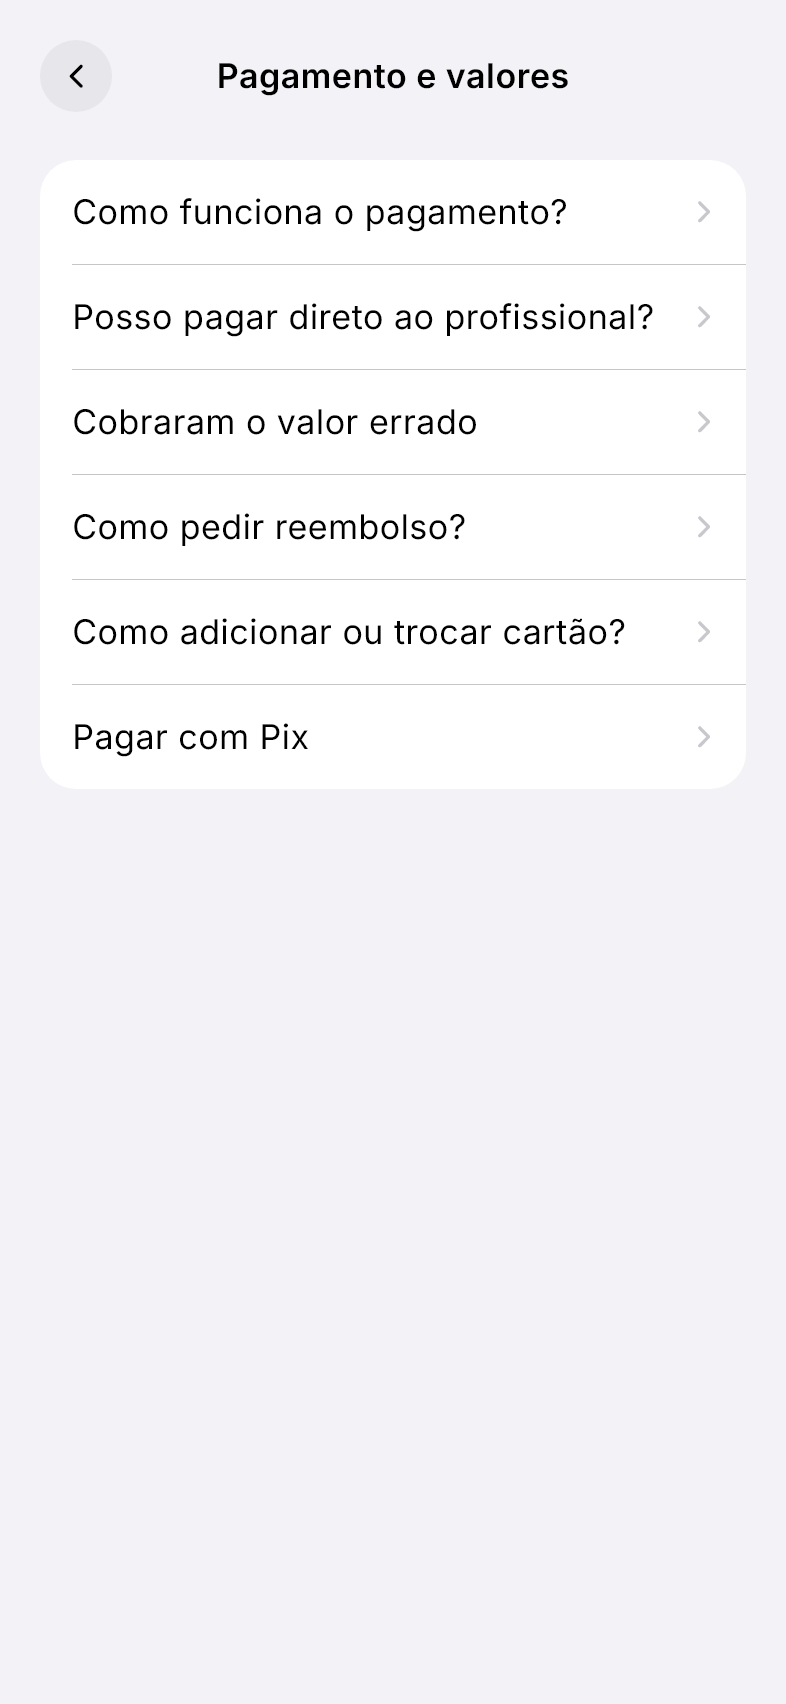 Pagamento e valores
Como funciona o pagamento?
Posso pagar direto ao profissional?
Cobraram o valor errado
Como pedir reembolso?
Como adicionar ou trocar cartão?
Pagar com Pix